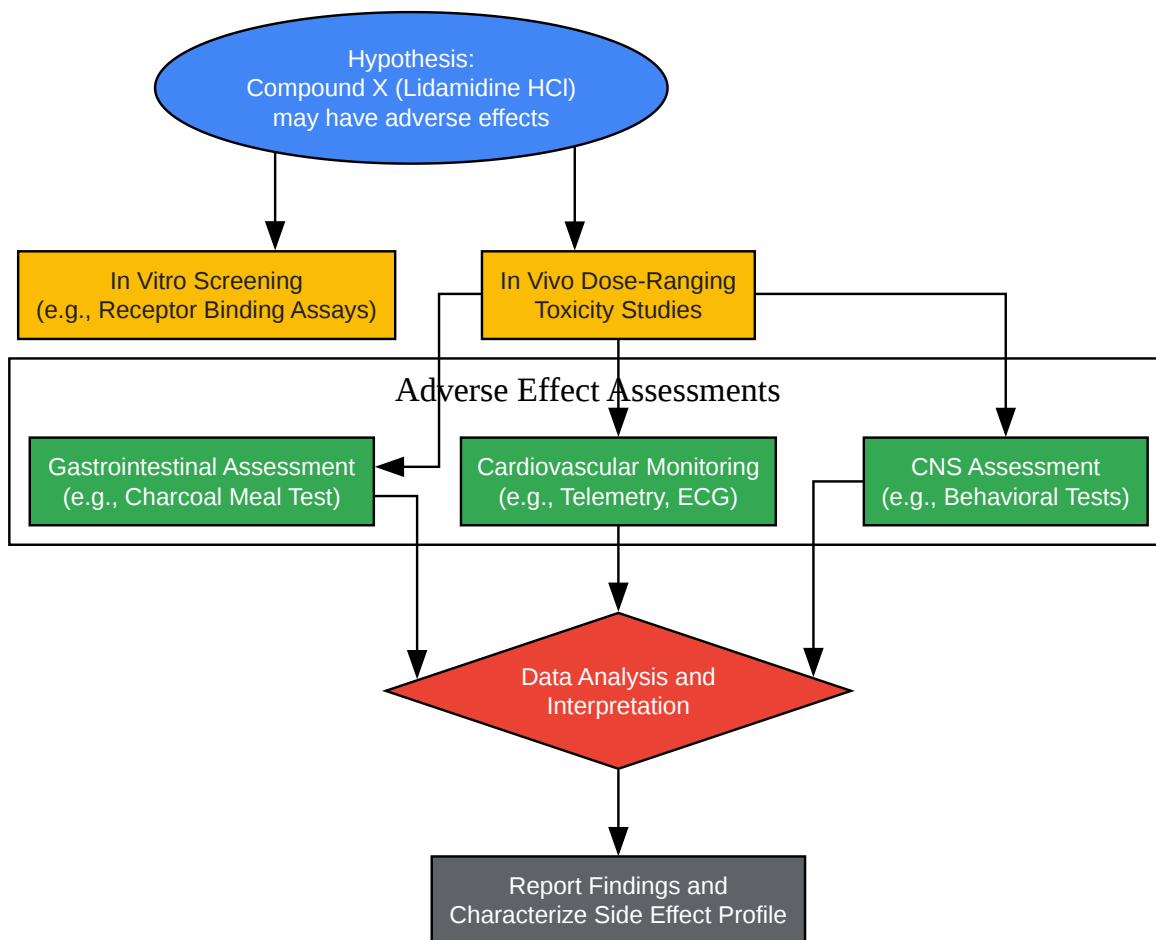 Hypothesis:
Compound X (Lidamidine HCl)
may have adverse effects
In Vitro Screening
(e.g., Receptor Binding Assays)
In Vivo Dose-Ranging
Toxicity Studies
Adverse Effect Assessments
Gastrointestinal Assessment
(e.g., Charcoal Meal Test)
Cardiovascular Monitoring
(e.g., Telemetry, ECG)
CNS Assessment
(e.g., Behavioral Tests)
Data Analysis and
Interpretation
Report Findings and
Characterize Side Effect Profile